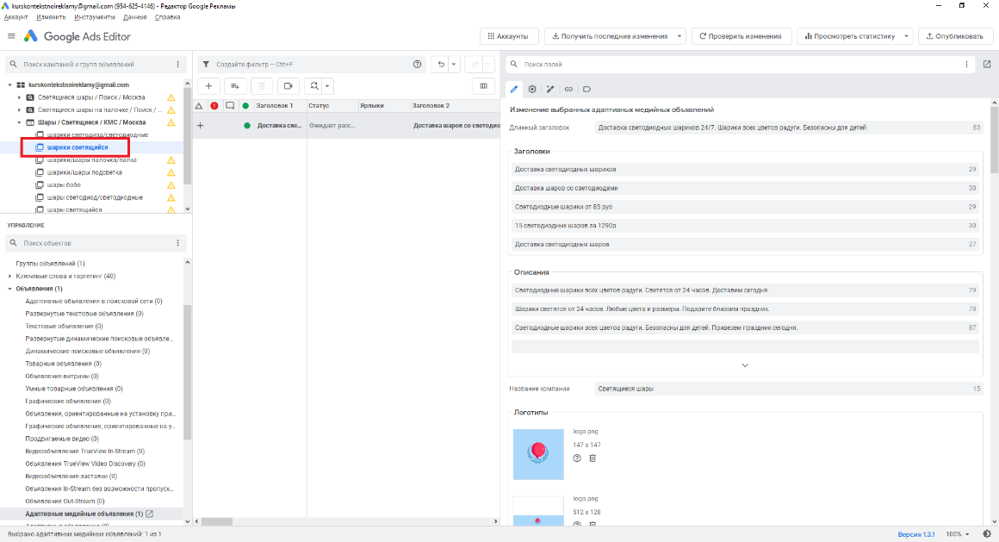 kurskontekstnoireklamy@gmail.com (954-625-4146) - Редактор Google Рекламы
Аккаунт Изменить Инструменты Данные Справка
Google Ads Editor
Аккаунты
Получить последние изменения
Проверить изменения
Просмотреть статистику
Опубликовать
Поиск кампаний и групп объявлений
kurskontekstnoireklamy@gmail.com
Светящиеся шары / Поиск / Москва
Светящиеся шары на палочке / Поиск / ...
Шары / Светящиеся / КМС / Москва
шарики светодиод/светодиодные
шарики светящийся
шарики/шары палочка/палка
шарики/шары подсветка
шары бобо
шары светодиод/светодиодные
шары светящийся
УПРАВЛЕНИЕ
Поиск объектов
Группы объявлений (1)
Ключевые слова и таргетинг (40)
Объявления (1)
Адаптивные объявления в поисковой сети (0)
Развернутые текстовые объявления (0)
Текстовые объявления (0)
Развернутые динамические поисковые объявле...
Динамические поисковые объявления (0)
Товарные объявления (0)
Объявления-витрины (0)
Умные товарные объявления (0)
Графические объявления (0)
Объявления, ориентированные на установку при...
Графические объявления, ориентированные на у...
Продвигаемые видео (0)
Видеообъявления TrueView In-Stream (0)
Объявления TrueView Video Discovery (0)
Видеообъявления-заставки (0)
Объявления In-Stream без возможности пропуск...
Объявления Out-Stream (0)
Адаптивные медийные объявления (1)
Создайте фильтр – Ctrl+F
Заголовок 1 Статус Ярлыки Заголовок 2
Доставка све... Ожидает расс... Доставка шаров со светодио
Поиск полей
Изменение выбранных адаптивных медийных объявлений
Длинный заголовок Доставка светодиодных шариков 24/7. Шарики всех цветов радуги. Безопасны для детей. 83
Заголовки
Доставка светодиодных шариков 29
Доставка шаров со светодиодами 30
Светодиодные шарики от 85 руб 29
15 светодиодных шаров за 1290р 30
Доставка светодиодных шаров 27
Описания
Светодиодные шарики всех цветов радуги. Светятся от 24 часов. Доставим сегодня. 79
Шарики светятся от 24 часов. Любые цвета и размеры. Подарите близким праздник. 78
Светодиодные шарики всех цветов радуги. Безопасны для детей. Привезем праздник сегодня. 87
Название компании Светящиеся шары 15
Логотипы
logo.png
147 x 147
logo.png
512 x 128
Выбрано адаптивных медийных объявлений: 1 из 1
Версия 1.3.1 100%